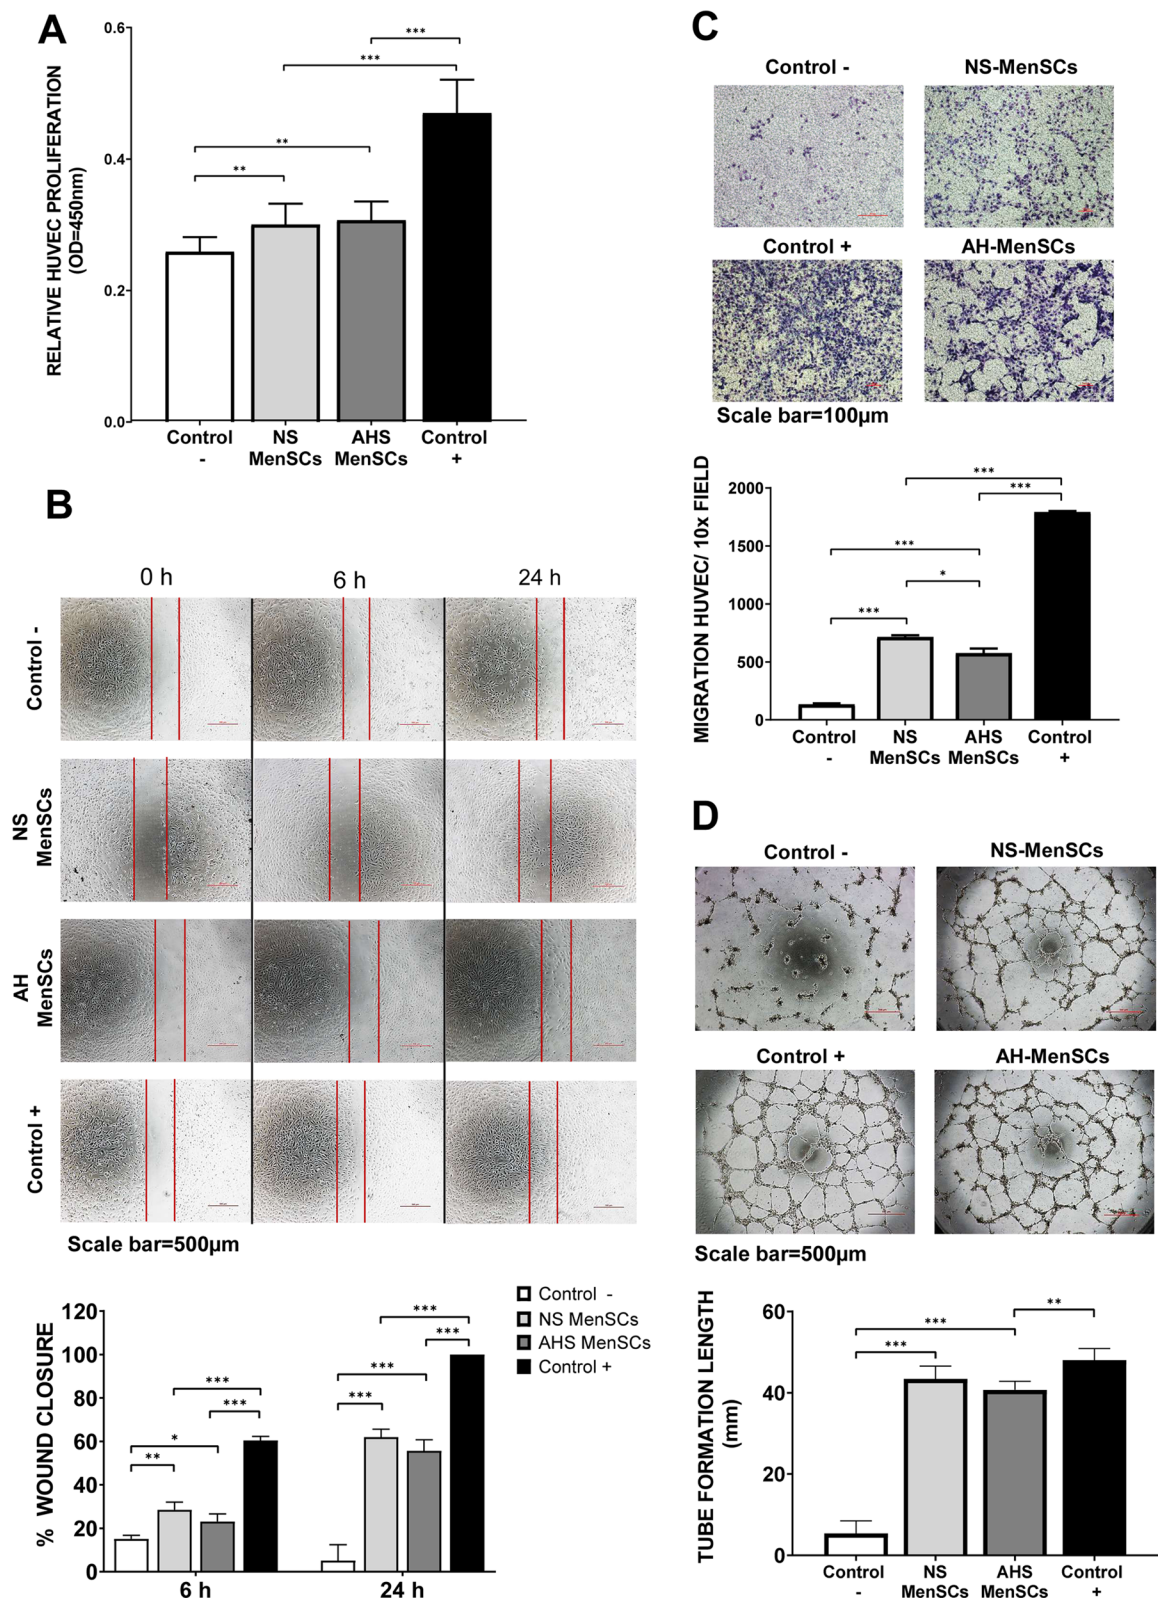 A
RELATIVE HUVEC PROLIFERATION
(OD=450nm)
0.6
0.4
0.2
0.0
***
***
**
**
Control
-
NS
MenSCs
AHS
MenSCs
Control
+
B
0 h
6 h
24 h
Control -
NS
MenSCs
AH
MenSCs
Control +
Scale bar=500µm
% WOUND CLOSURE
120
100
80
60
40
20
0
***
***
*
**
***
***
***
***
6 h
24 h
Control -
NS MenSCs
AHS MenSCs
Control +
C
Control -
NS-MenSCs
Control +
AH-MenSCs
Scale bar=100µm
MIGRATION HUVEC/ 10x FIELD
2000
1500
1000
500
0
***
***
***
*
***
Control
-
NS
MenSCs
AHS
MenSCs
Control
+
D
Control -
NS-MenSCs
Control +
AH-MenSCs
Scale bar=500µm
TUBE FORMATION LENGTH
(mm)
60
40
20
0
**
***
***
Control
-
NS
MenSCs
AHS
MenSCs
Control
+